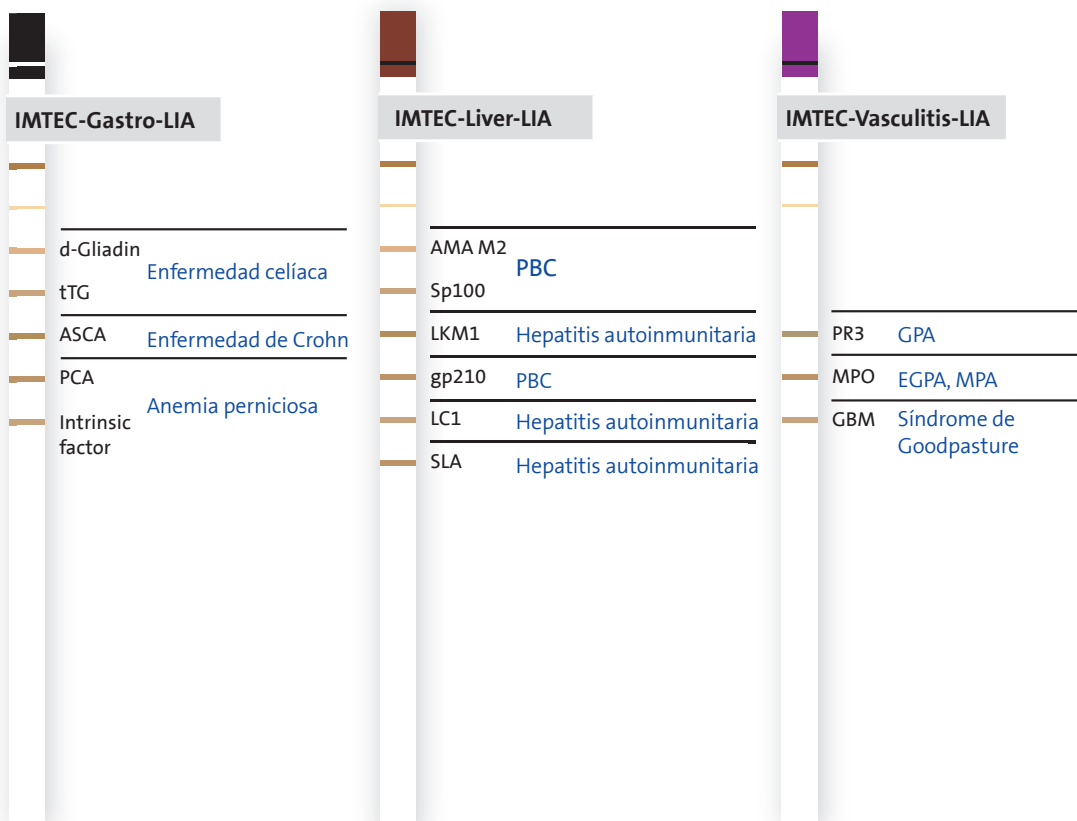 IMTEC-Gastro-LIA
d-Gliadin
Enfermedad celíaca
tTG
ASCA
Enfermedad de Crohn
PCA
Anemia perniciosa
Intrinsic
factor
IMTEC-Liver-LIA
AMA M2
PBC
Sp100
LKM1
Hepatitis autoinmunitaria
gp210
PBC
LC1
Hepatitis autoinmunitaria
SLA
Hepatitis autoinmunitaria
IMTEC-Vasculitis-LIA
PR3
GPA
MPO
EGPA, MPA
GBM
Síndrome de
Goodpasture